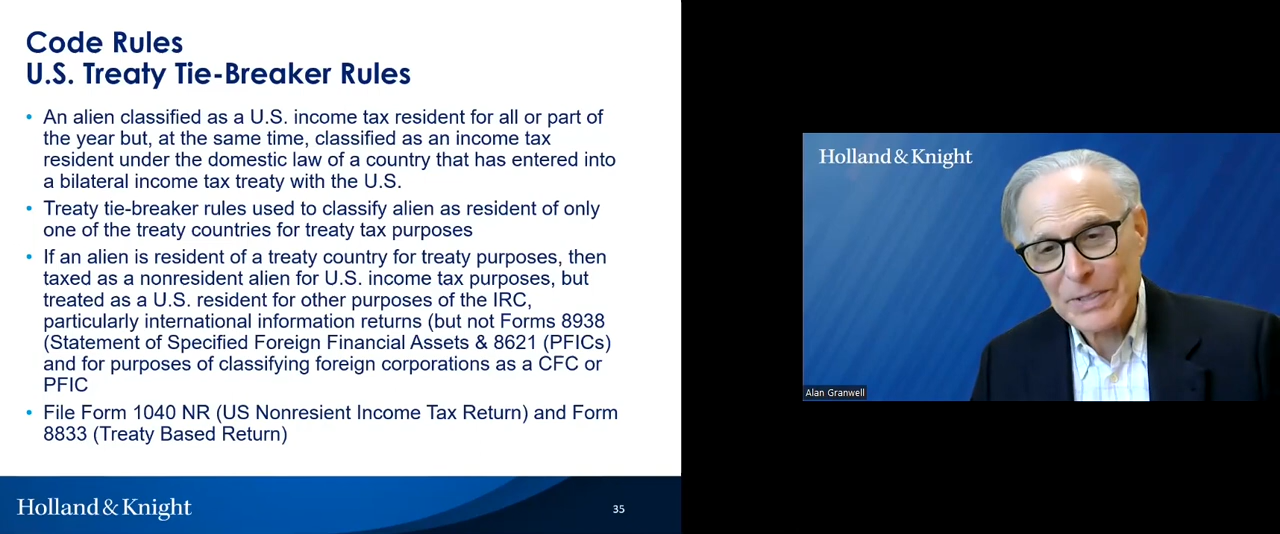 Code Rules
U.S. Treaty Tie-Breaker Rules
• An alien classified as a U.S. income tax resident for all or part of
the year but, at the same time, classified as an income tax
resident under the domestic law of a country that has entered into
a bilateral income tax treaty with the U.S.
• Treaty tie-breaker rules used to classify alien as resident of only
one of the treaty countries for treaty tax purposes
• If an alien is resident of a treaty country for treaty purposes, then
taxed as a nonresident alien for U.S. income tax purposes, but
treated as a U.S. resident for other purposes of the IRC,
particularly international information returns (but not Forms 8938
(Statement of Specified Foreign Financial Assets & 8621 (PFICs)
and for purposes of classifying foreign corporations as a CFC or
PFIC
• File Form 1040 NR (US Nonresient Income Tax Return) and Form
8833 (Treaty Based Return)
Holland & Knight
35
Holland & Knight
Alan Granwell